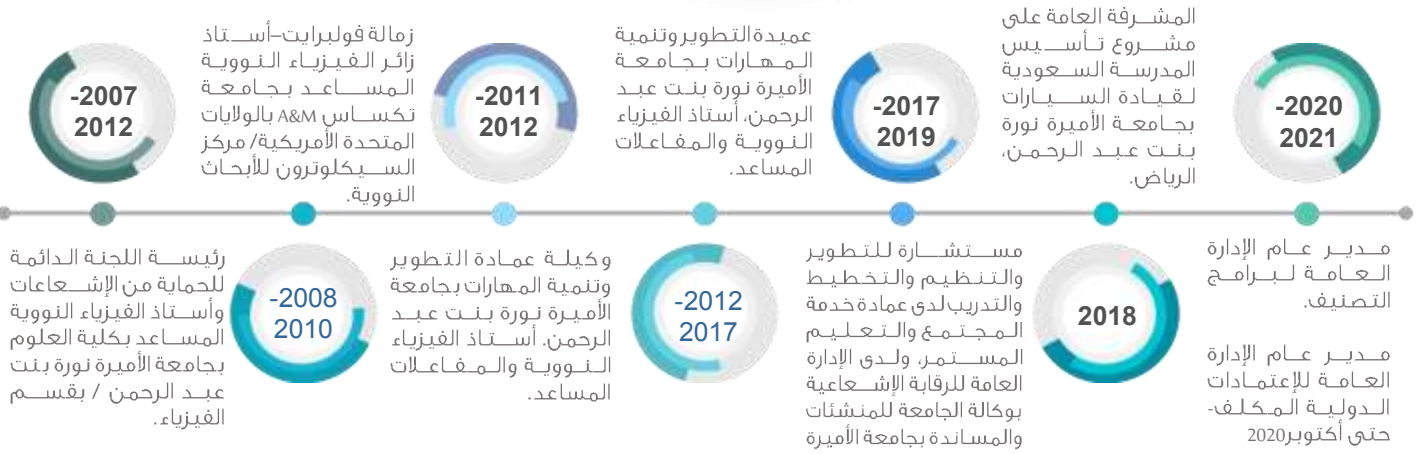 -2007
2012
رئيســـة اللجنة الدائمة
للحماية من الإشــعاعات
وأستاذ الفيزياء النووية
المساعد بكلية العلوم
بجامعة الأميرة نورة بنت
عبد الرحمن / بقســم
الفيزياء.
زمالة فولبرايت–أستاذ
زائر الفيزياء النووية
المســـاعد بجامعة
تكساس A&M بالولايات
المتحدة الأمريكية/ مركز
السيكلوترون للأبحاث
النووية.
-2008
2010
-2011
2012
وكيلة عمادة التطوير
وتنمية المهارات بجامعة
الأميرة نورة بنت عبد
الرحمن. أستاذ الفيزياء
النووية والمفاعلات
المساعد.
عميدة التطوير وتنمية
المهارات بجامعة
الأميرة نورة بنت عبد
الرحمن، أستاذ الفيزياء
النووية والمفاعلات
المساعد.
-2012
2017
-2017
2019
مستشارة للتطوير
والتنظيم والتخطيط
والتدريب لدى عمادة خدمة
المجتمع والتعليم
المستمر، ولدى الإدارة
العامة للرقابة الإشعاعية
بوكالة الجامعة للمنشئات
والمساندة بجامعة الأميرة
المشرفة العامة على
مشروع تأسيس
المدرسة السعودية
لقيادة السيارات
بجامعة الأميرة نورة
بنت عبد الرحمن،
الرياض.
2018
-2020
2021
مدير عام الإدارة
العامة لبرامج
التصنيف.
مدير عام الإدارة
العامة للإعتمادات
الدولية المكلف-
حتى أكتوبر2020